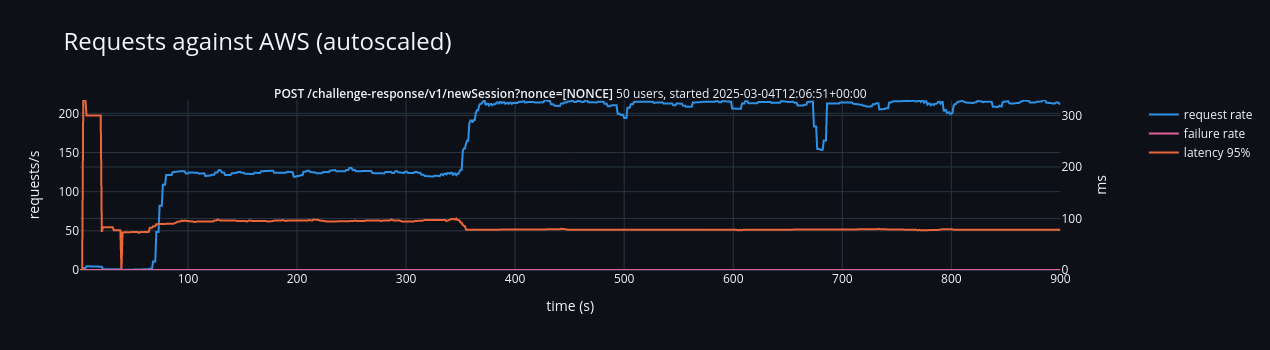 Requests against AWS (autoscaled)
POST /challenge-response/v1/newSession?nonce=[NONCE] 50 users, started 2025-03-04T12:06:51+00:00
200
150
100
50
0
requests/s
300
200
100
0
ms
100 200 300 400 500 600 700 800 900
time (s)
request rate
failure rate
latency 95%